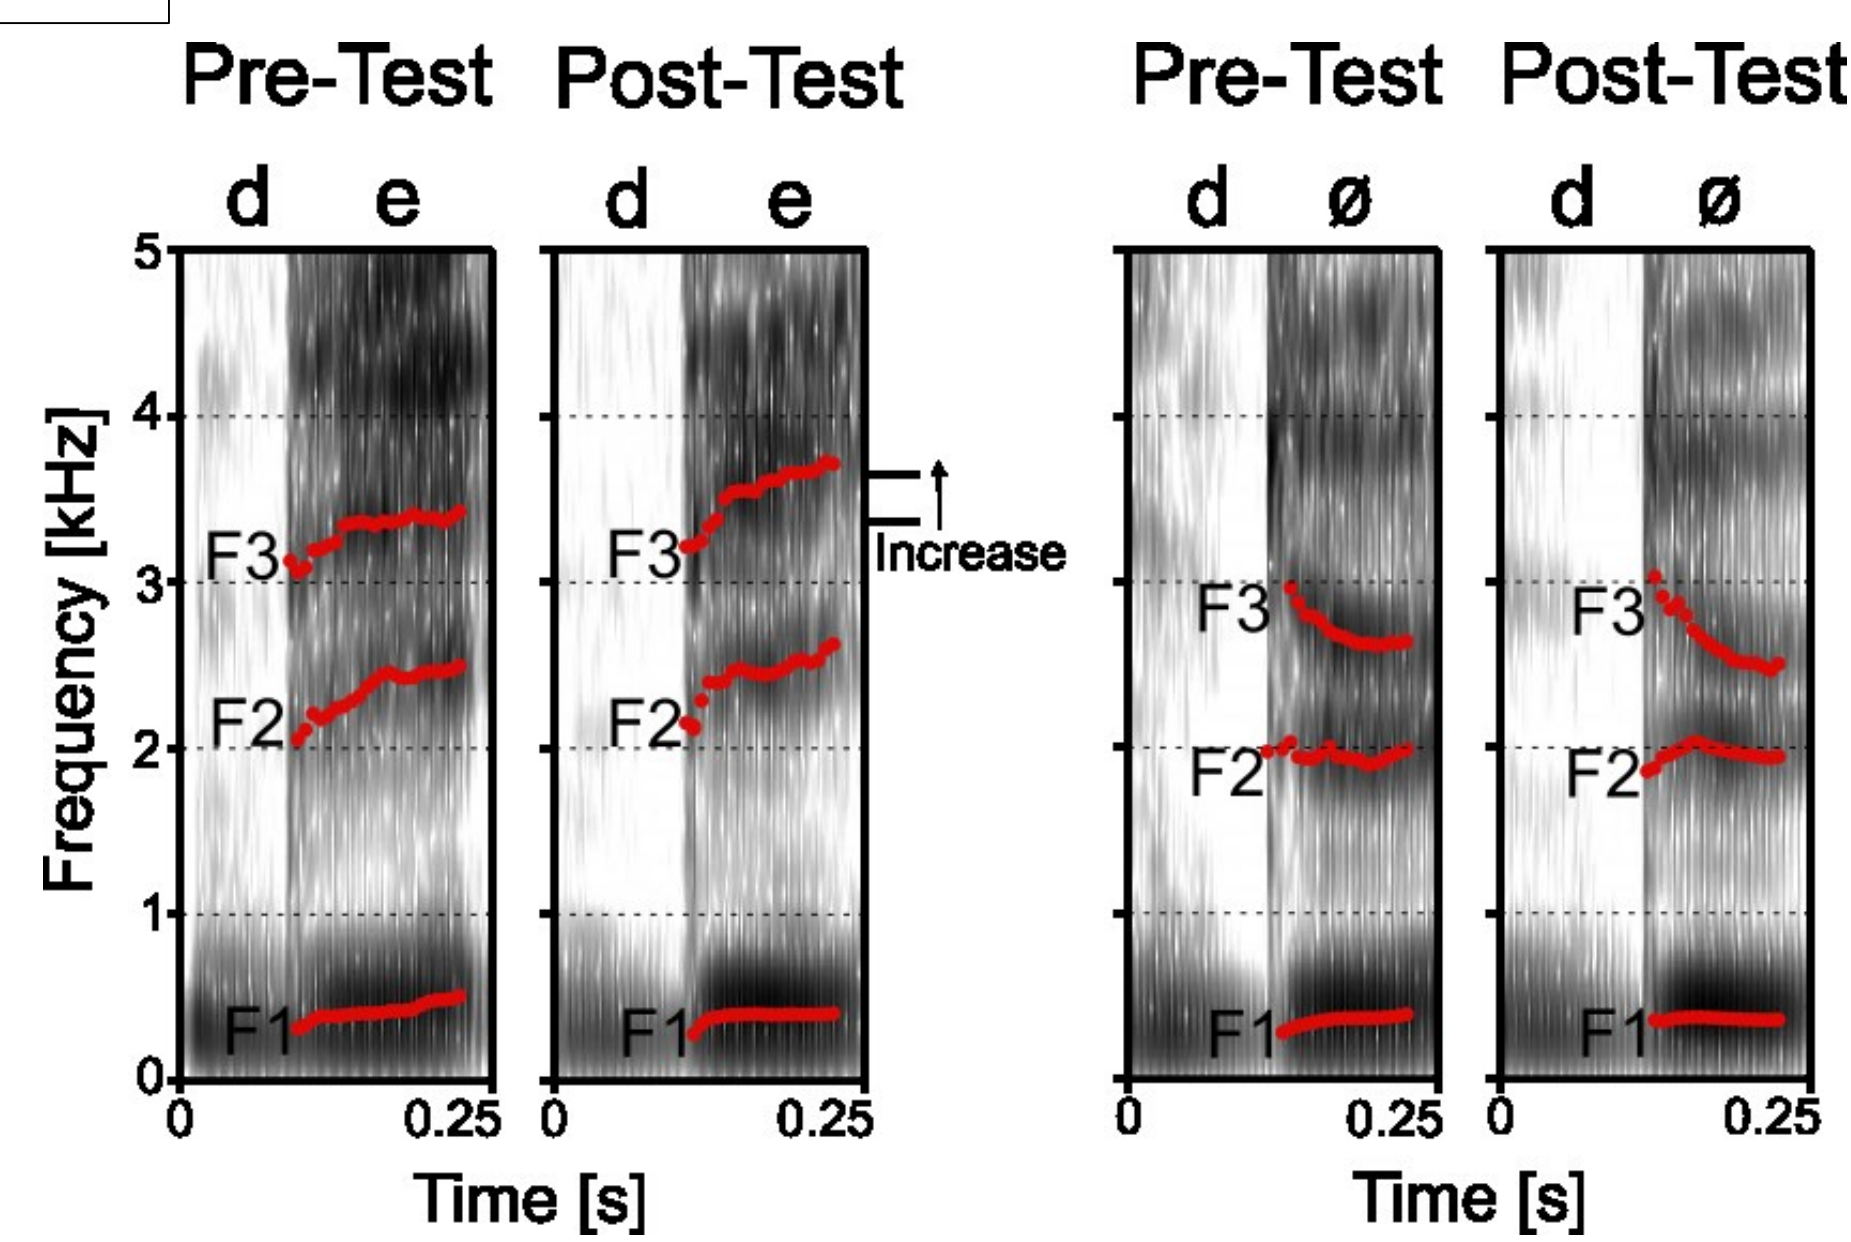 Pre-Test Post-Test Pre-Test Post-Test
d e d e d ø d ø
5
4
3
2
1
0
Frequency [kHz]
F3 F3 F3 F3
F2 F2 F2 F2
F1 F1 F1 F1
Increase
0 0.25 0 0.25 0 0.25 0 0.25
Time [s] Time [s]